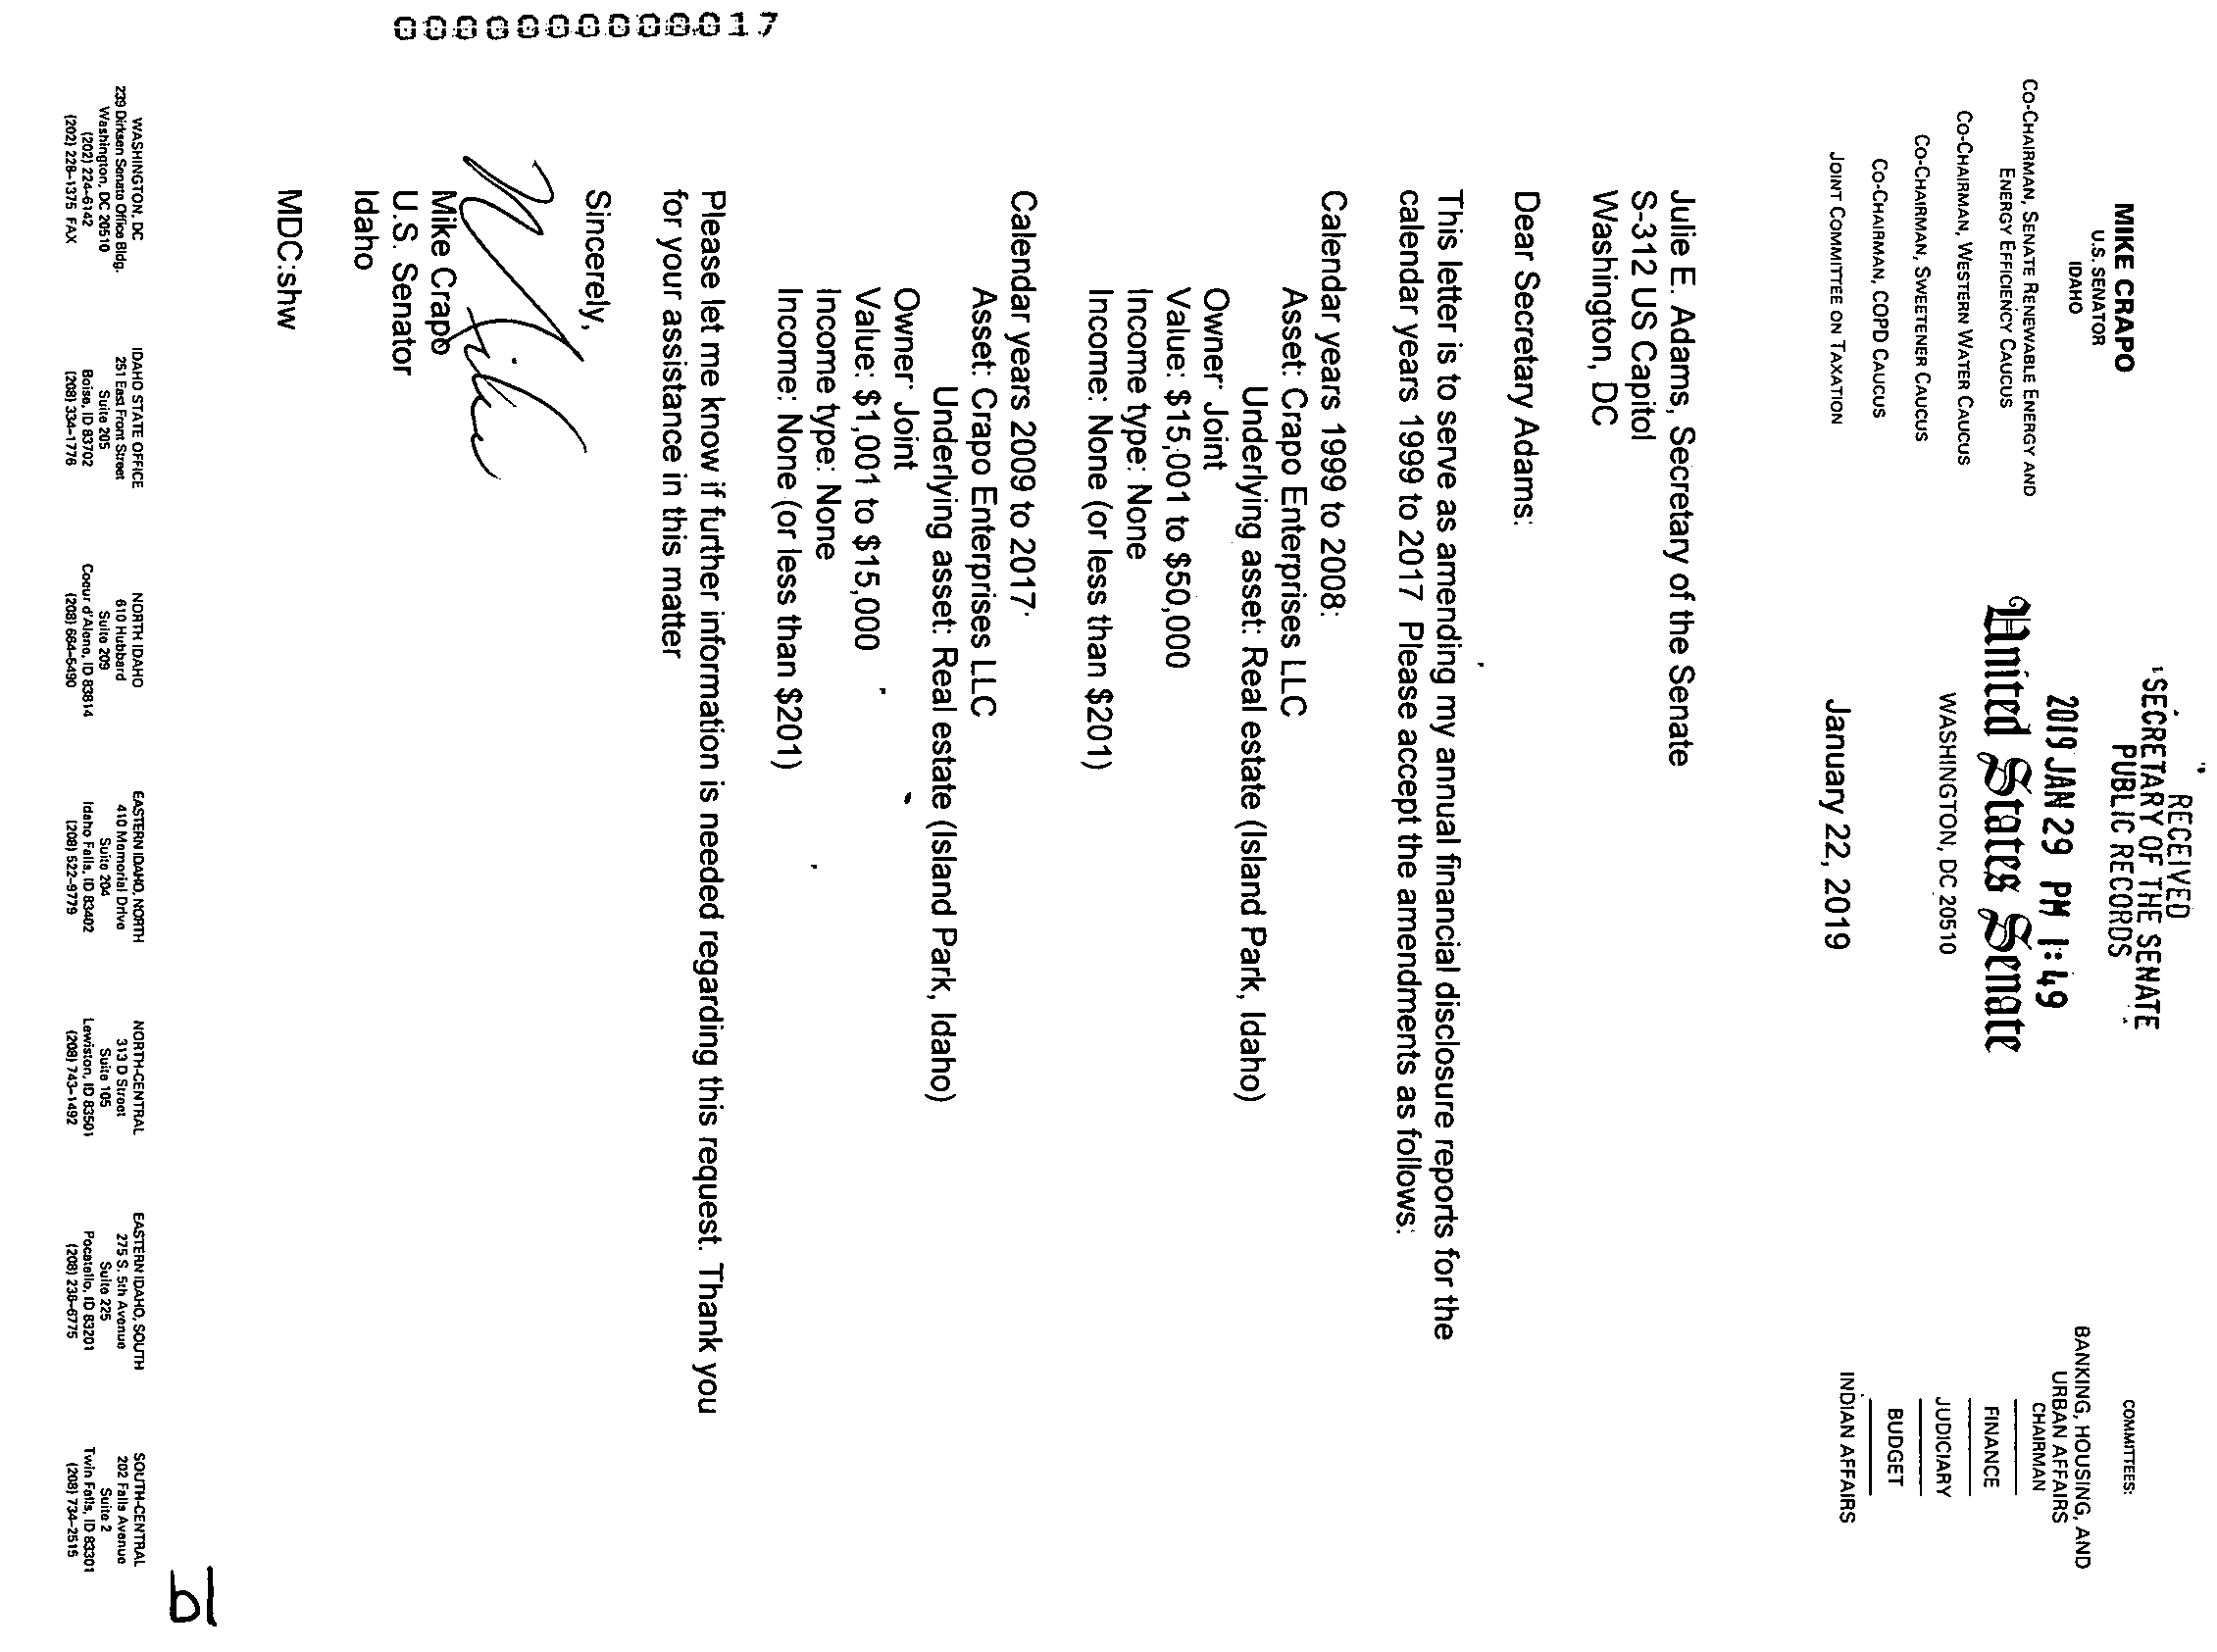 RECEIVED
SECRETARY OF THE SENATE
PUBLIC RECORDS
2019 JAN 29 PM 1:49
MIKE CRAPO
U.S. SENATOR
IDAHO
CO-CHAIRMAN, SENATE RENEWABLE ENERGY AND
ENERGY EFFICIENCY CAUCUS
CO-CHAIRMAN, WESTERN WATER CAUCUS
CO-CHAIRMAN, SWEETENER CAUCUS
CO-CHAIRMAN, COPD CAUCUS
JOINT COMMITTEE ON TAXATION
United States Senate
WASHINGTON, DC 20510
January 22, 2019
COMMITTEES:
BANKING, HOUSING, AND
URBAN AFFAIRS
CHAIRMAN
FINANCE
JUDICIARY
BUDGET
INDIAN AFFAIRS
Julie E. Adams, Secretary of the Senate
S-312 US Capitol
Washington, DC
Dear Secretary Adams:
This letter is to serve as amending my annual financial disclosure reports for the
calendar years 1999 to 2017 Please accept the amendments as follows:
Calendar years 1999 to 2008:
Asset: Crapo Enterprises LLC
Underlying asset: Real estate (Island Park, Idaho)
Owner: Joint
Value: $15,001 to $50,000
Income type: None
Income: None (or less than $201)
Calendar years 2009 to 2017
Asset: Crapo Enterprises LLC
Underlying asset: Real estate (Island Park, Idaho)
Owner: Joint
Value: $1,001 to $15,000
Income type: None
Income: None (or less than $201)
Please let me know if further information is needed regarding this request. Thank you
for your assistance in this matter
Sincerely,
Mike
Mike Crapo
U.S. Senator
Idaho
MDC:shw
WASHINGTON, DC
239 Dirksen Senate Office Bldg.
Washington, DC 20510
(202) 224-6142
(202) 228-1375 FAX
IDAHO STATE OFFICE
251 East Front Street
Suite 205
Boise, ID 83702
(208) 334-1776
NORTH IDAHO
610 Hubbard
Suite 209
Coeur d'Alene, ID 83814
(208) 664-5490
EASTERN IDAHO, NORTH
410 Memorial Drive
Suite 204
Idaho Falls, ID 83402
(208) 522-9779
NORTH-CENTRAL
313 D Street
Suite 105
Lewiston, ID 83501
(208) 743-1492
EASTERN IDAHO, SOUTH
275 S. 5th Avenue
Suite 225
Pocatello, ID 83201
(208) 236-6775
SOUTH-CENTRAL
202 Falls Avenue
Suite 2
Twin Falls, ID 83301
(208) 734-2515